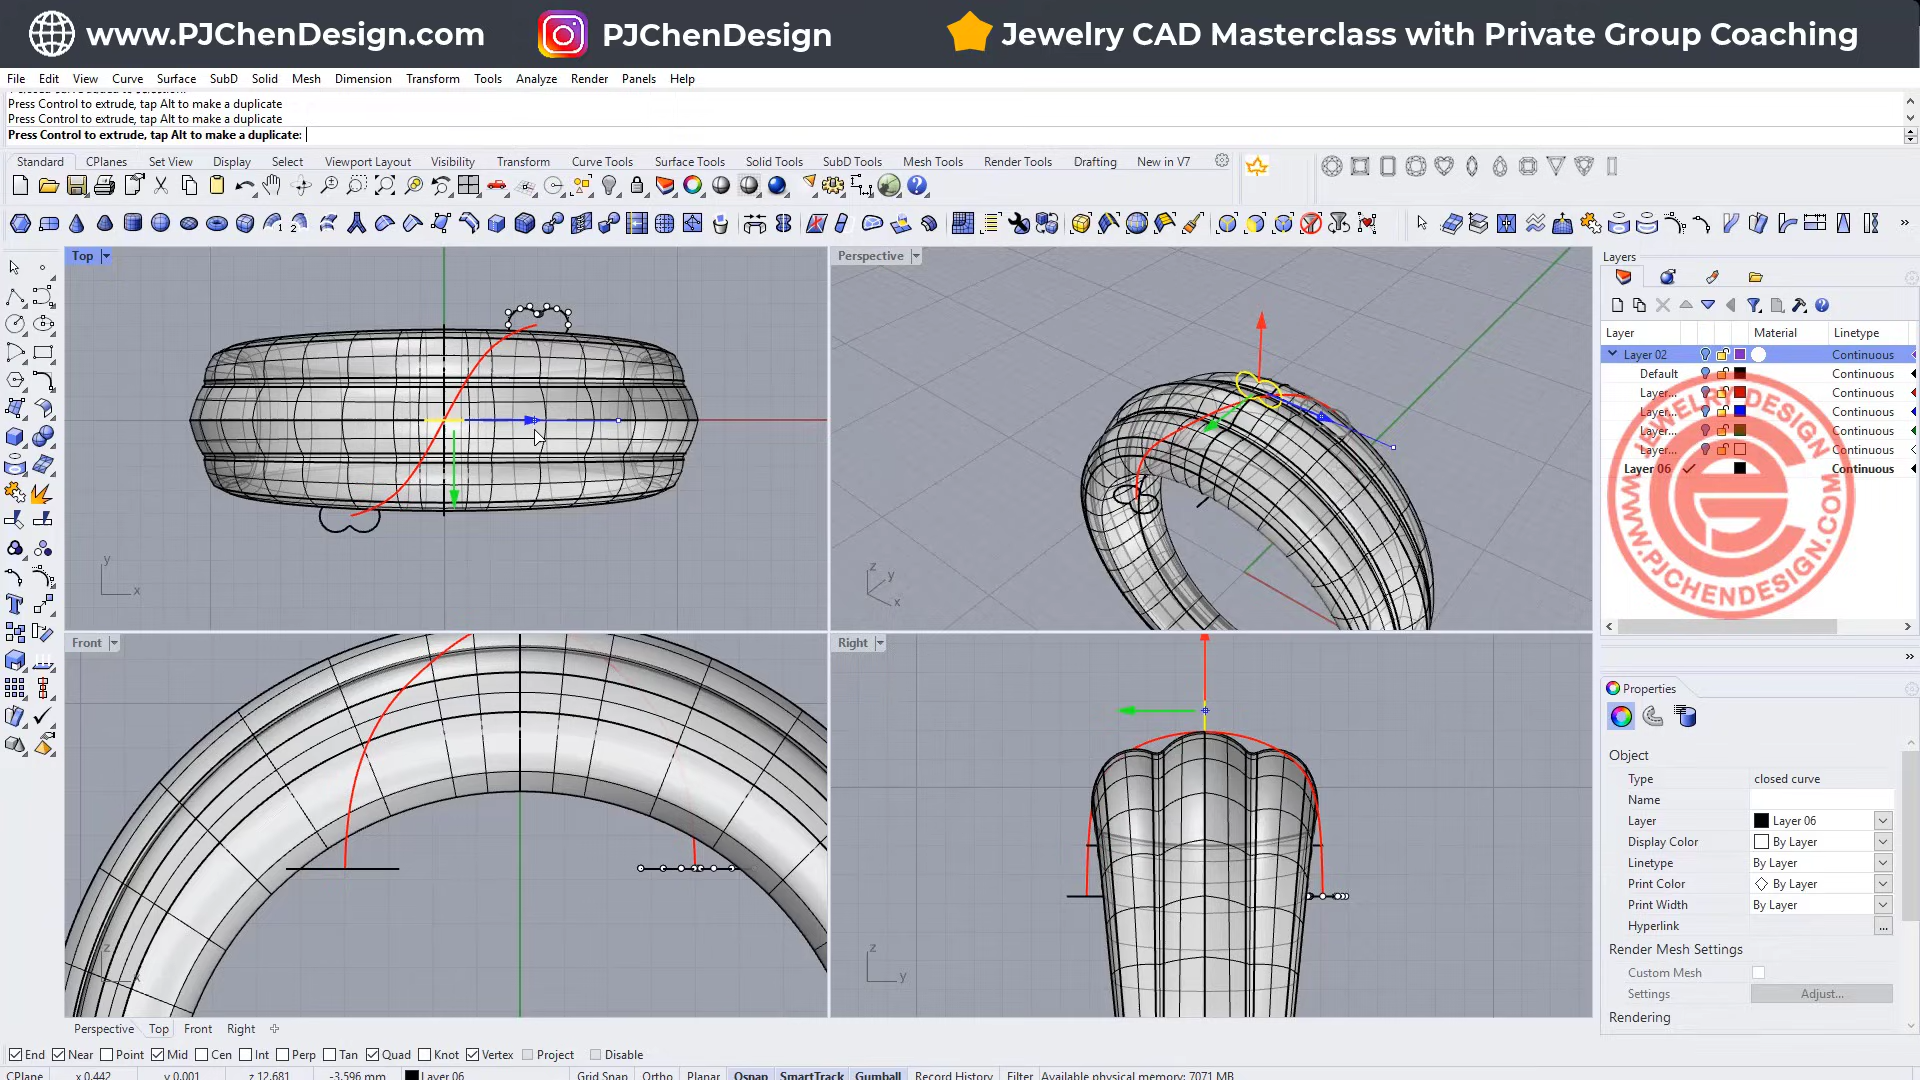 www.PJChenDesign.com PJChenDesign Jewelry CAD Masterclass with Private Group Coaching
File Edit View Curve Surface SubD Solid Mesh Dimension Transform Tools Analyze Render Panels Help
Press Control to extrude, tap Alt to make a duplicate
Press Control to extrude, tap Alt to make a duplicate
Press Control to extrude, tap Alt to make a duplicate:
Standard CPlanes Set View Display Select Viewport Layout Visibility Transform Curve Tools Surface Tools Solid Tools SubD Tools Mesh Tools Render Tools Drafting New in V7
Top
Perspective
Layers
Layer Material Linetype
Layer 02 Continuous
Default Continuous
Layer... Continuous
Layer... Continuous
Layer... Continuous
Layer... Continuous
Layer 06 Continuous
JEWELRY DESIGN
WWW.PJCHENDESIGN.COM
y
x
z
y
x
Front
Right
z
x
z
y
Properties
Object
Type closed curve
Name
Layer Layer 06
Display Color By Layer
Linetype By Layer
Print Color By Layer
Print Width By Layer
Hyperlink ...
Render Mesh Settings
Custom Mesh
Settings Adjust...
Rendering
Perspective Top Front Right
End Near Point Mid Cen Int Perp Tan Quad Knot Vertex Project Disable
CPlane x 0.442 y 0.001 z 12.681 -3.596 mm Layer 06 Grid Snap Ortho Planar Osnap SmartTrack Gumball Record History Filter Available physical memory: 7071 MB